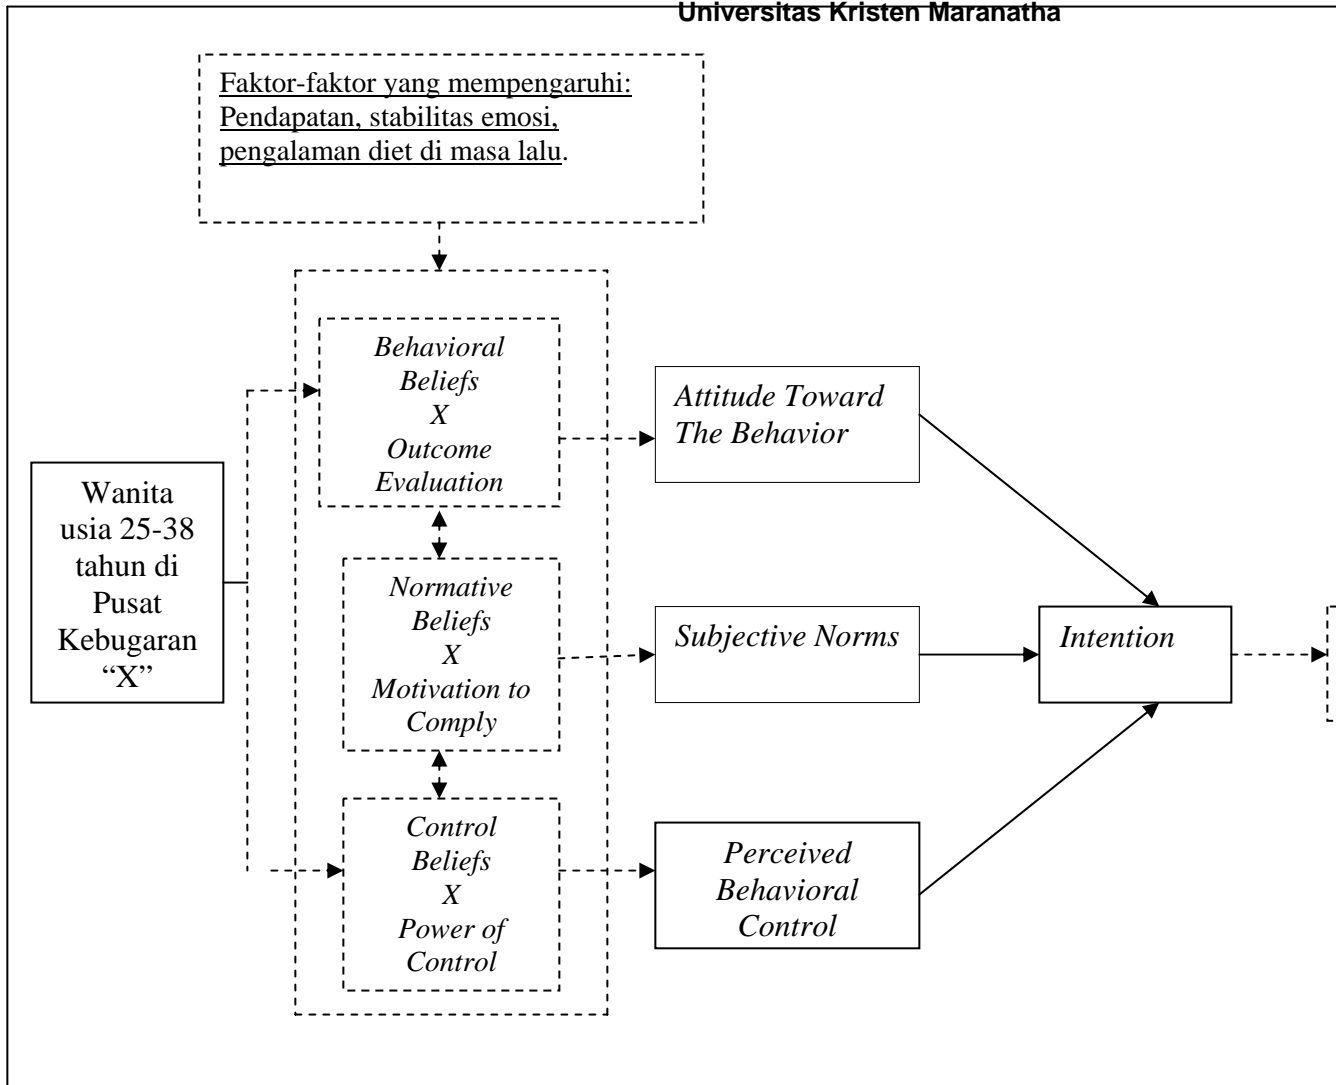 Universitas Kristen Maranatha
Faktor-faktor yang mempengaruhi:
Pendapatan, stabilitas emosi,
pengalaman diet di masa lalu.
Behavioral
Beliefs
X
Outcome
Evaluation
Attitude Toward
The Behavior
Wanita
usia 25-38
tahun di
Pusat
Kebugaran
“X”
Normative
Beliefs
X
Motivation to
Comply
Subjective Norms
Intention
Control
Beliefs
X
Power of
Control
Perceived
Behavioral
Control